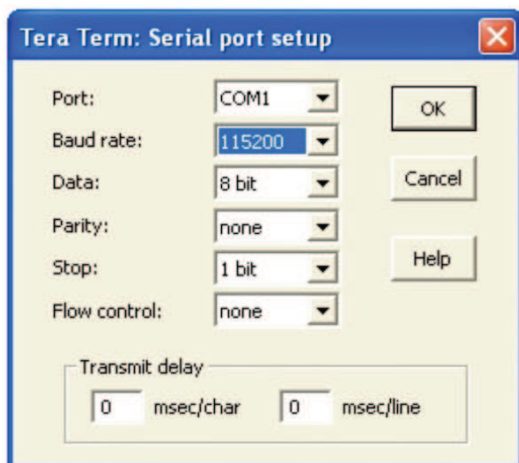 Tera Term: Serial port setup
Port: COM1 OK
Baud rate: 115200
Data: 8 bit Cancel
Parity: none
Stop: 1 bit Help
Flow control: none
Transmit delay
0 msec/char 0 msec/line